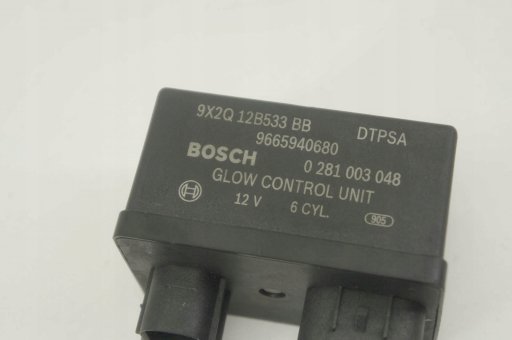 9X2Q 12B533 BB DTPSA
9665940680
BOSCH 0 281 003 048
GLOW CONTROL UNIT
12 V 6 CYL.
905